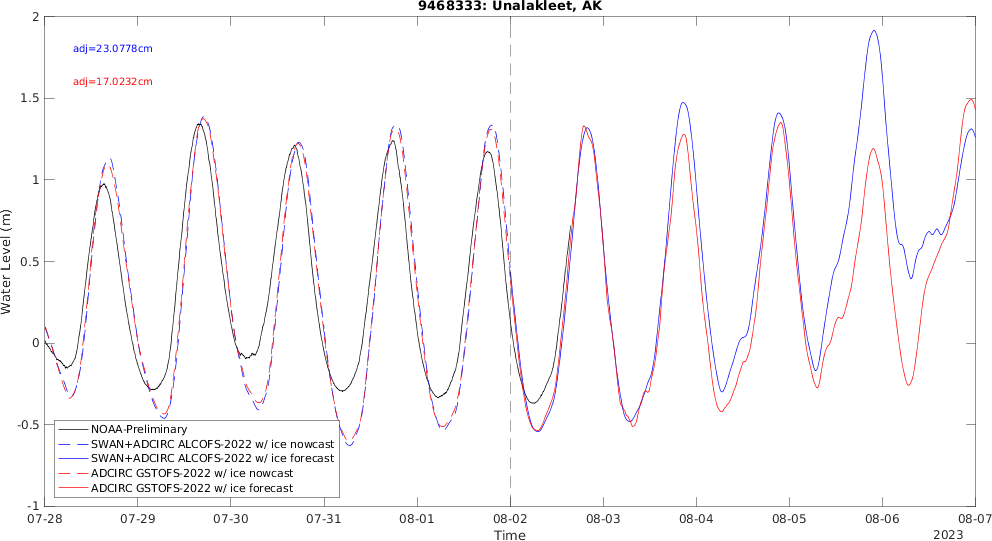 9468333: Unalakleet, AK
adj=23.0778cm
adj=17.0232cm
Water Level (m)
2
1.5
1
0.5
0
-0.5
-1
NOAA-Preliminary
SWAN+ADCIRC ALCOFS-2022 w/ ice nowcast
SWAN+ADCIRC ALCOFS-2022 w/ ice forecast
ADCIRC GSTOFS-2022 w/ ice nowcast
ADCIRC GSTOFS-2022 w/ ice forecast
07-28 07-29 07-30 07-31 08-01 08-02 08-03 08-04 08-05 08-06 08-07
Time
2023